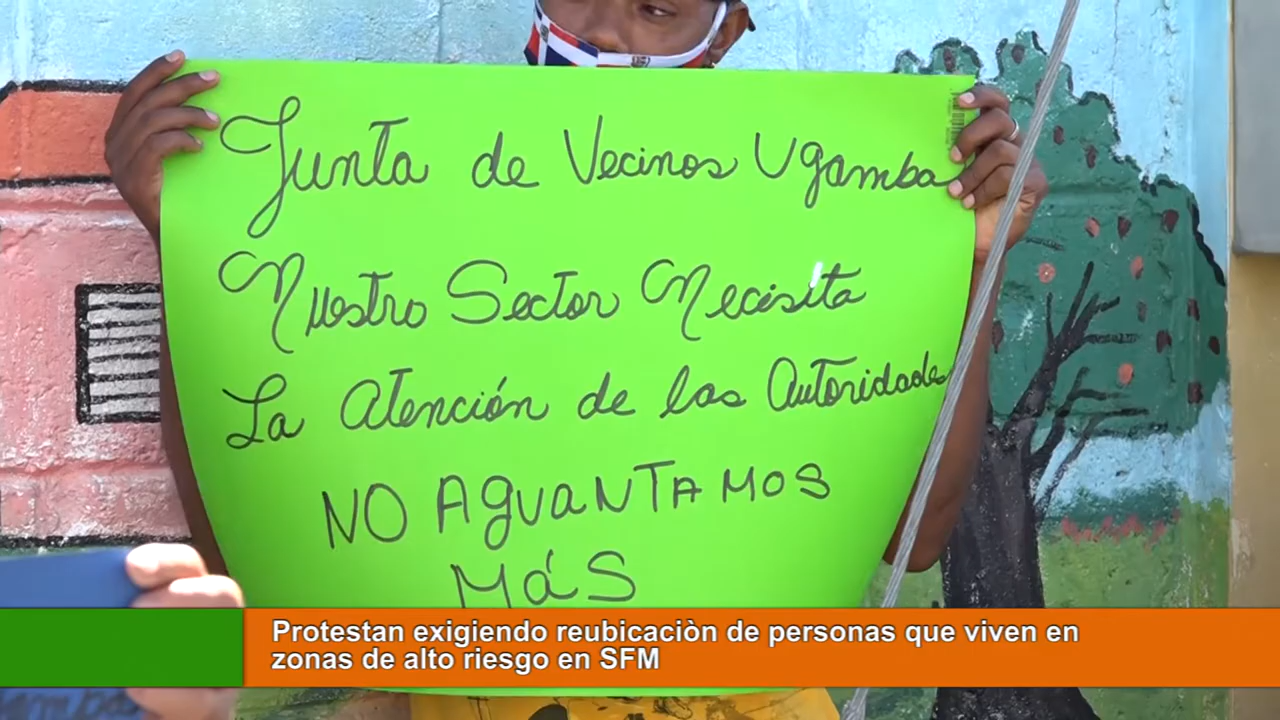 Junta de Vecinos Ugamba
Nuestro Sector Necesita
La Atención de las Autoridades
NO AGUANTAMOS
MáS
Protestan exigiendo reubicaciòn de personas que viven en
zonas de alto riesgo en SFM